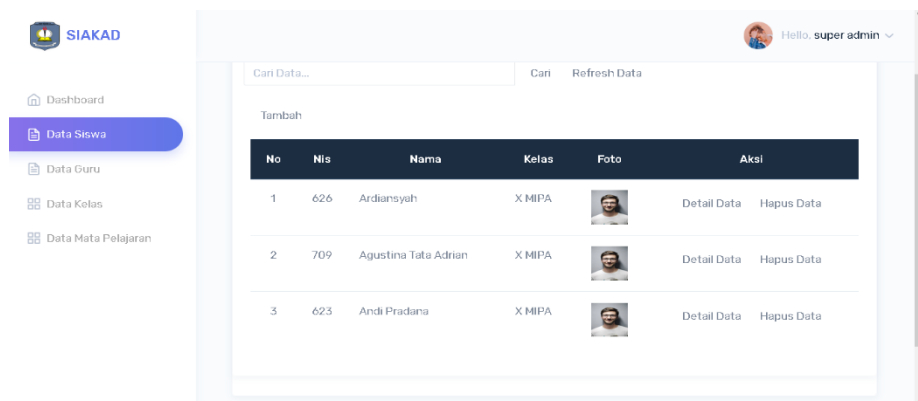 SIAKAD
Hello, super admin
Dashboard
Data Siswa
Data Guru
Data Kelas
Data Mata Pelajaran
Cari Data... Cari Refresh Data
Tambah
No Nis Nama Kelas Foto Aksi
1 626 Ardiansyah X MIPA Detail Data Hapus Data
2 709 Agustina Tata Adrian X MIPA Detail Data Hapus Data
3 623 Andi Pradana X MIPA Detail Data Hapus Data